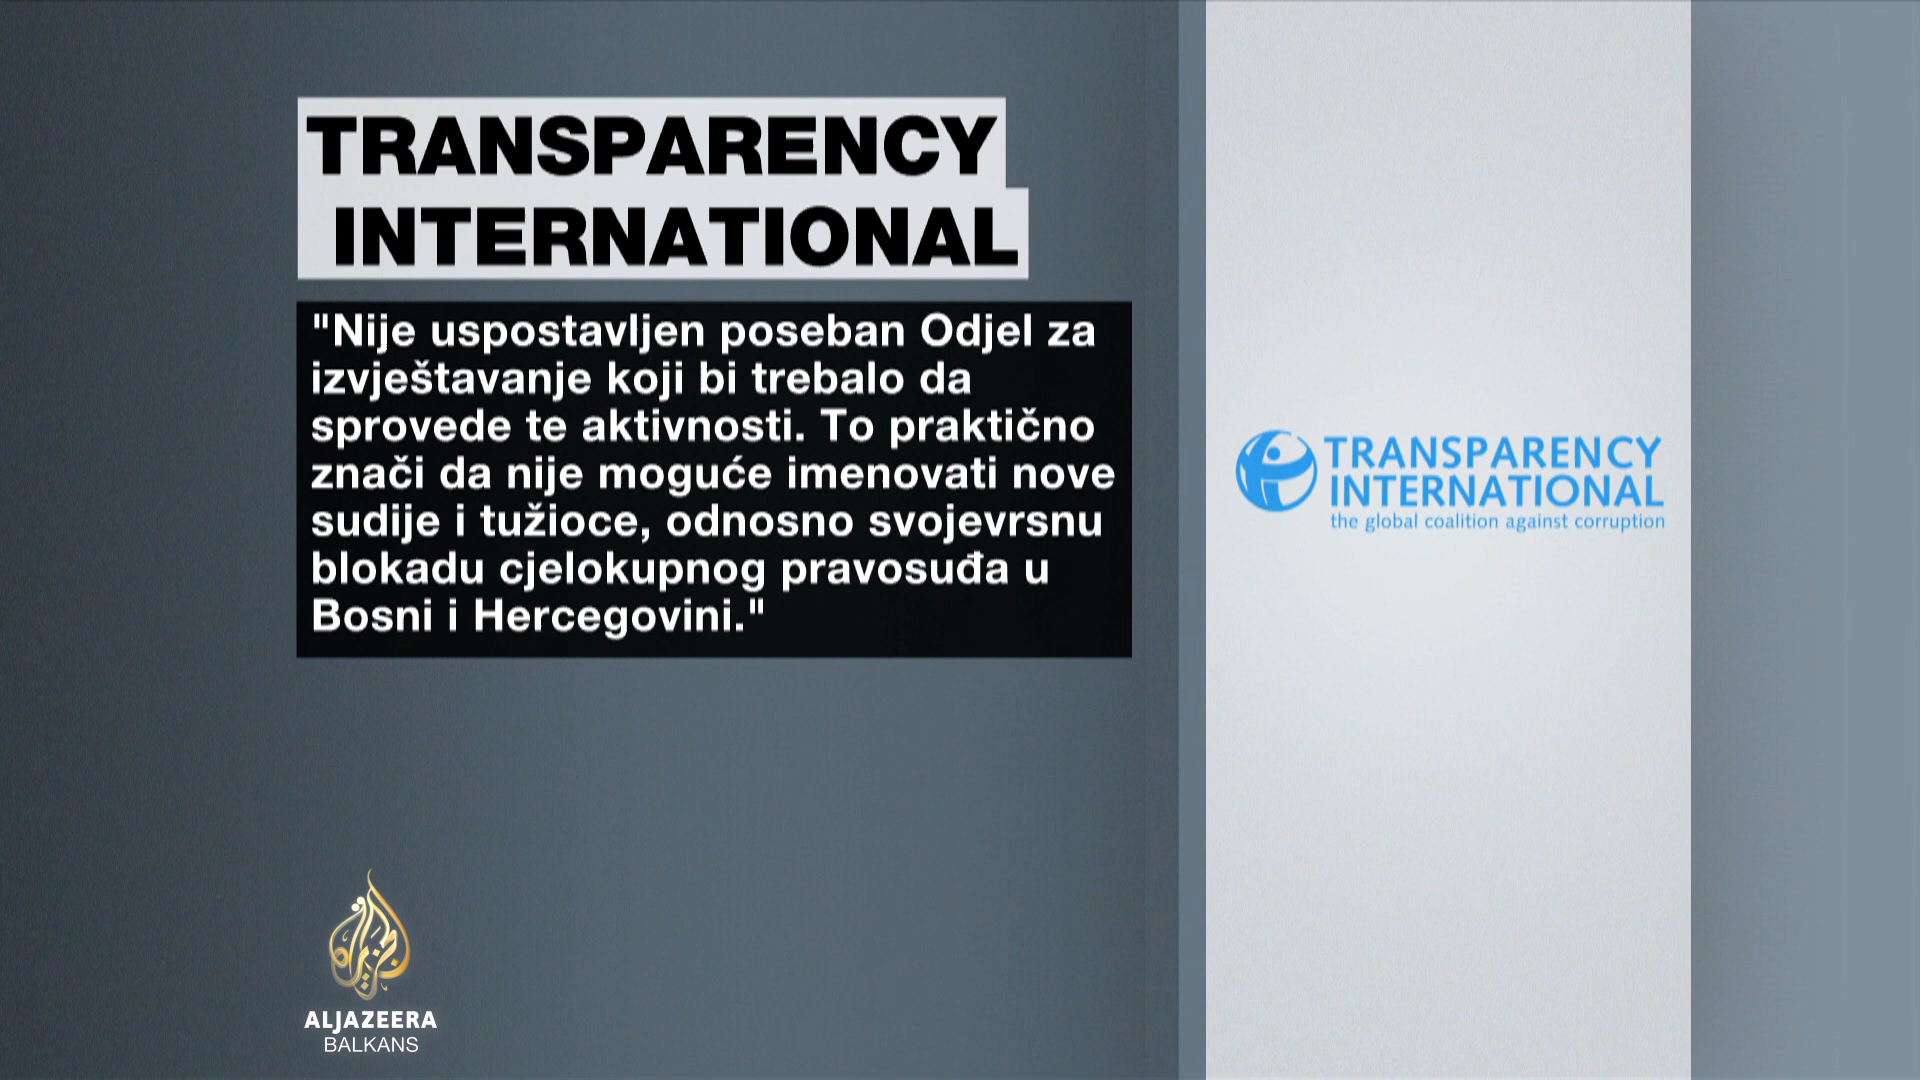 TRANSPARENCY
INTERNATIONAL
"Nije uspostavljen poseban Odjel za
izvještavanje koji bi trebalo da
sprovede te aktivnosti. To praktično
znači da nije moguće imenovati nove
sudije i tužioce, odnosno svojevrsnu
blokadu cjelokupnog pravosuđa u
Bosni i Hercegovini."
TRANSPARENCY
INTERNATIONAL
the global coalition against corruption
الجزيرة
ALJAZEERA
BALKANS